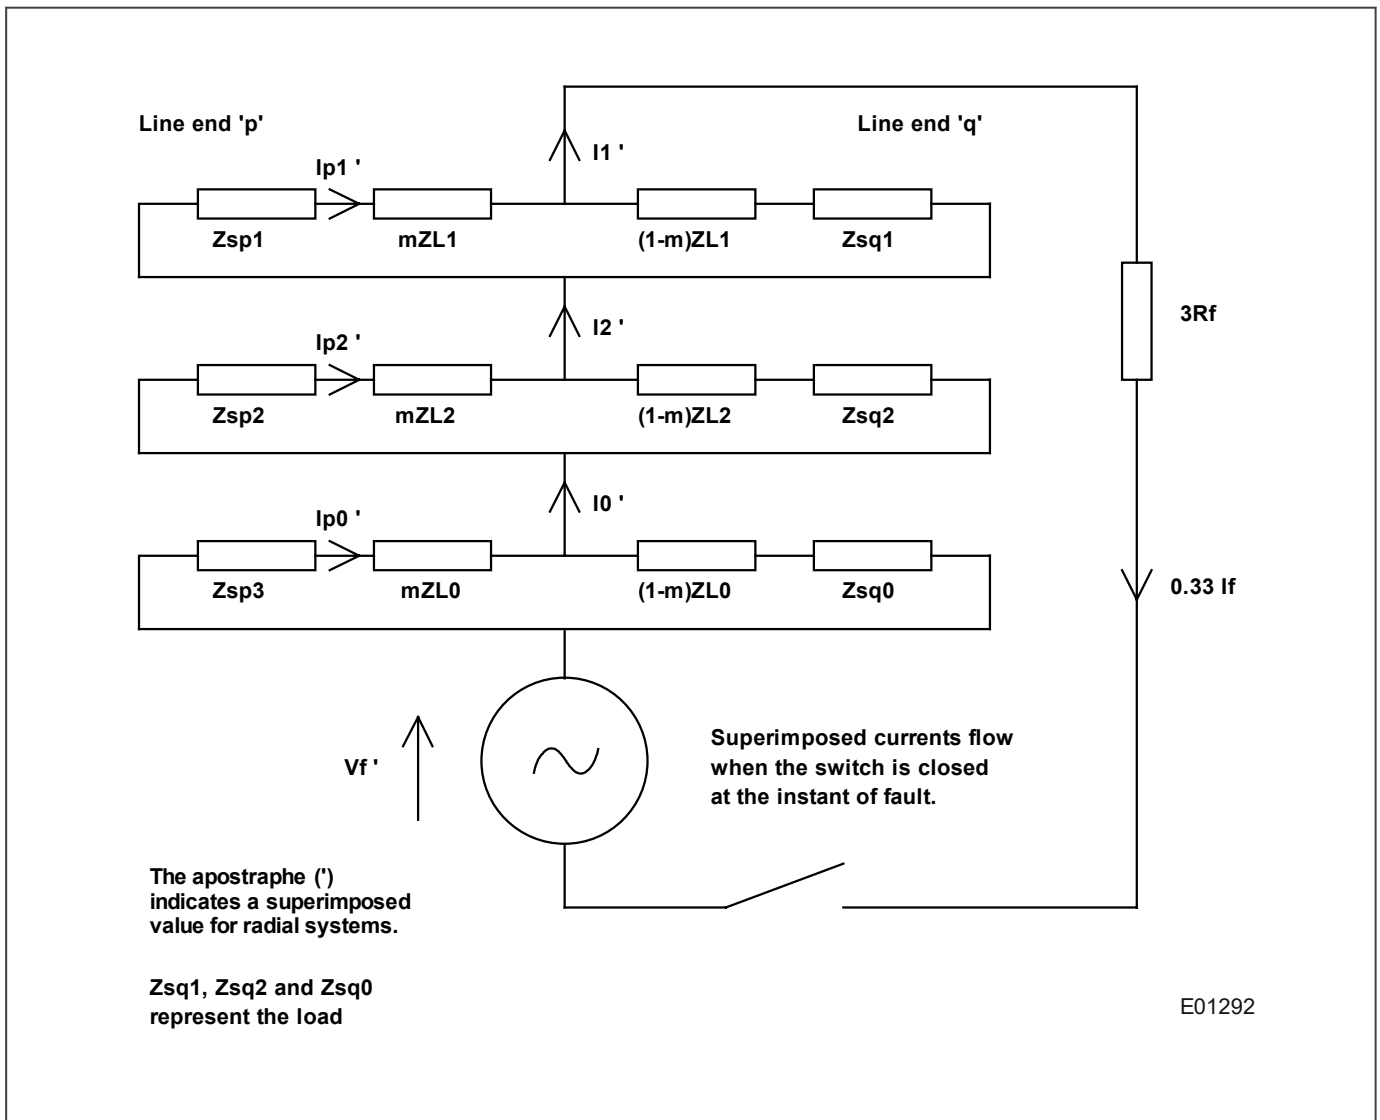 Line end 'p'
Line end 'q'
Ip1 '
I1 '
Zsp1
mZL1
(1-m)ZL1
Zsq1
3Rf
Ip2 '
I2 '
Zsp2
mZL2
(1-m)ZL2
Zsq2
Ip0 '
I0 '
Zsp3
mZL0
(1-m)ZL0
Zsq0
0.33 If
Vf '
Superimposed currents flow
when the switch is closed
at the instant of fault.
The apostraphe (')
indicates a superimposed
value for radial systems.
Zsq1, Zsq2 and Zsq0
represent the load
E01292